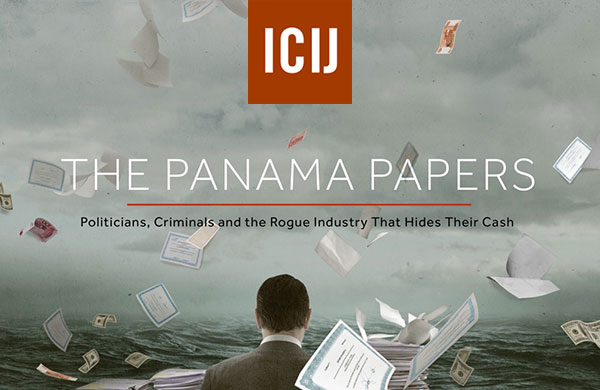 ICIJ
THE PANAMA PAPERS
Politicians, Criminals and the Rogue Industry That Hides Their Cash